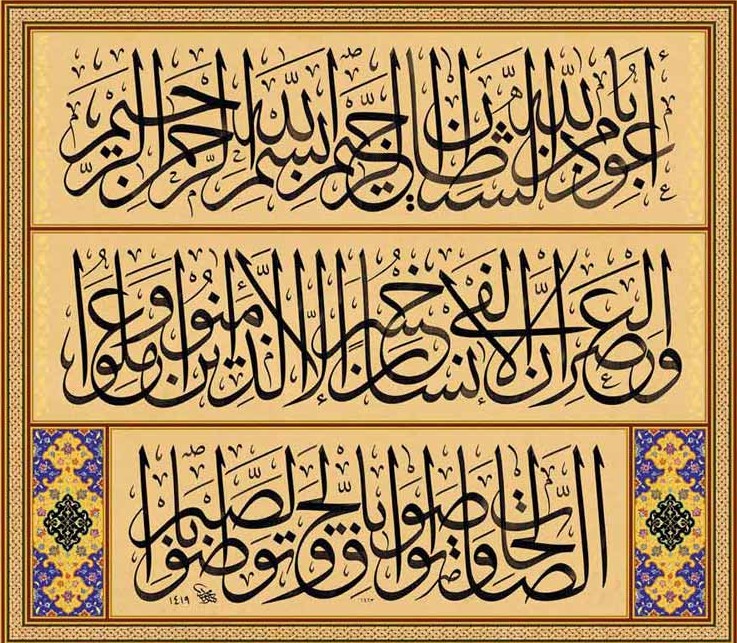 أعوذ بالله من الشيطان الرجيم بسم الله الرحمن الرحيم
والعصر إن الإنسان لفي خسر إلا الذين آمنوا وعملوا
الصالحات وتواصوا بالحق وتواصوا بالصبر
١٤١٩